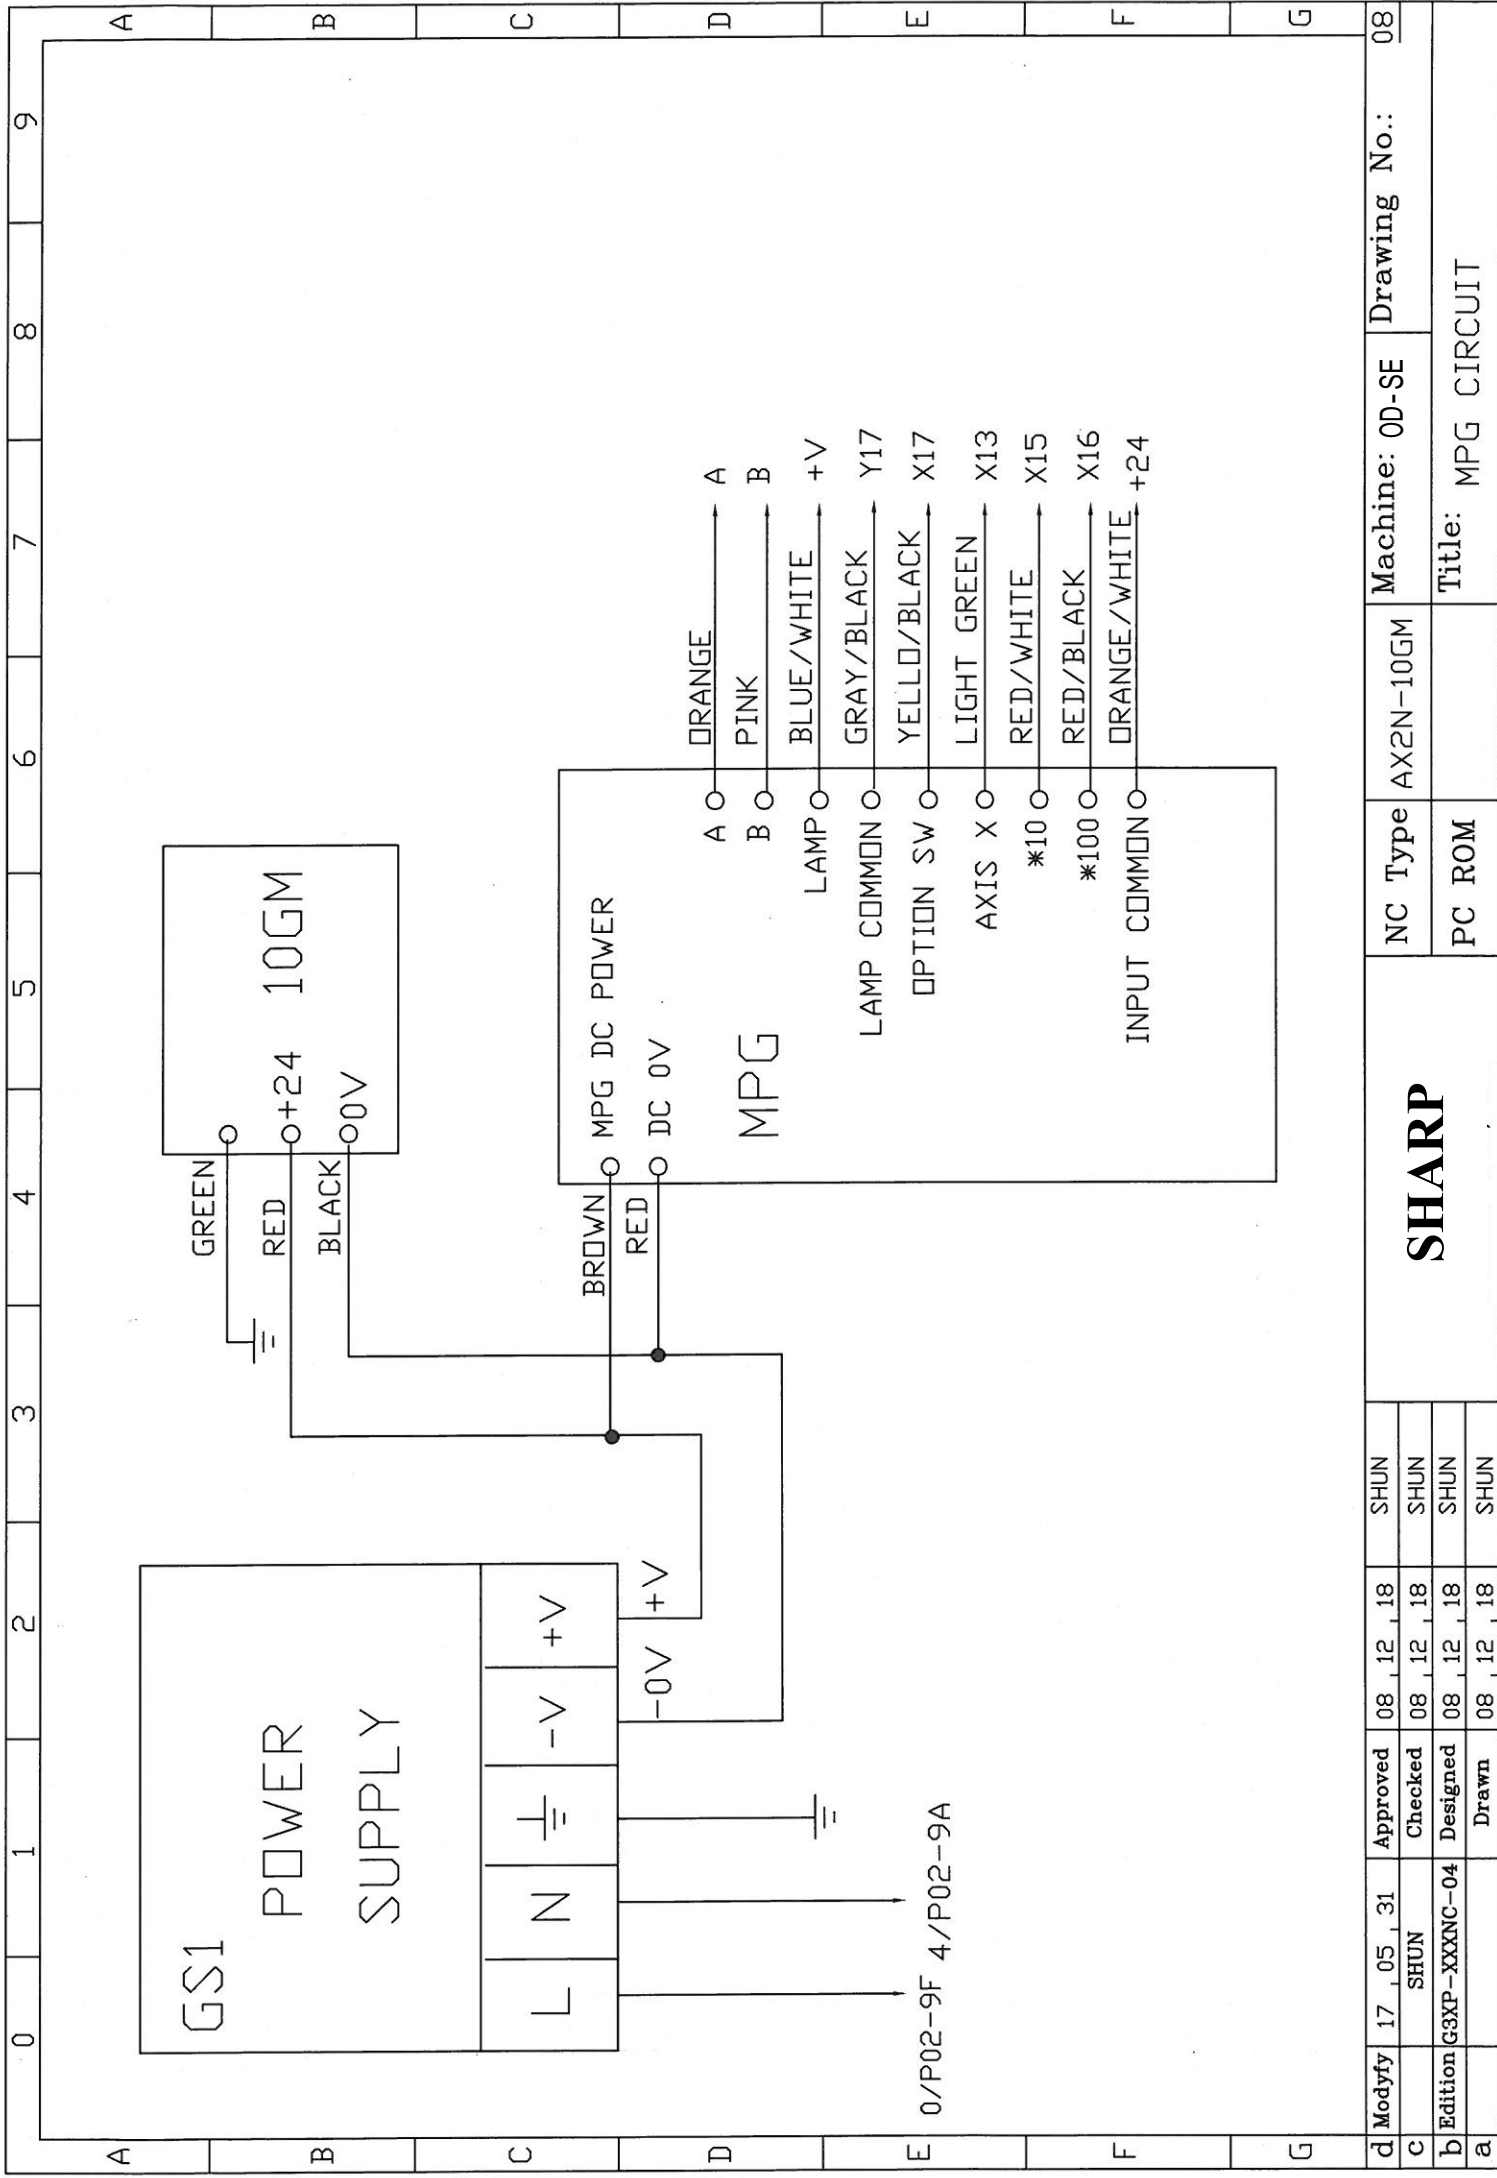 0 1 2 3 4 5 6 7 8 9
A
B
C
D
E
F
G
A
B
C
D
E
F
G
GS1
POWER
SUPPLY
L N -V +V
-0V +V
0/P02-9F 4/P02-9A
GREEN
RED
BLACK
+24
0V
10GM
BROWN
RED
MPG DC POWER
DC 0V
MPG
A ORANGE A
B PINK B
LAMP BLUE/WHITE +V
LAMP COMMON GRAY/BLACK Y17
OPTION SW YELLO/BLACK X17
AXIS X LIGHT GREEN X13
*10 RED/WHITE X15
*100 RED/BLACK X16
INPUT COMMON ORANGE/WHITE +24
d Modyfy 17 , 05 , 31 Approved 08 , 12 , 18 SHUN
c SHUN Checked 08 , 12 , 18 SHUN
b Edition G3XP-XXXNC-04 Designed 08 , 12 , 18 SHUN
a Drawn 08 , 12 , 18 SHUN
SHARP
NC Type AX2N-10GM Machine: OD-SE Drawing No.: 08
PC ROM Title: MPG CIRCUIT